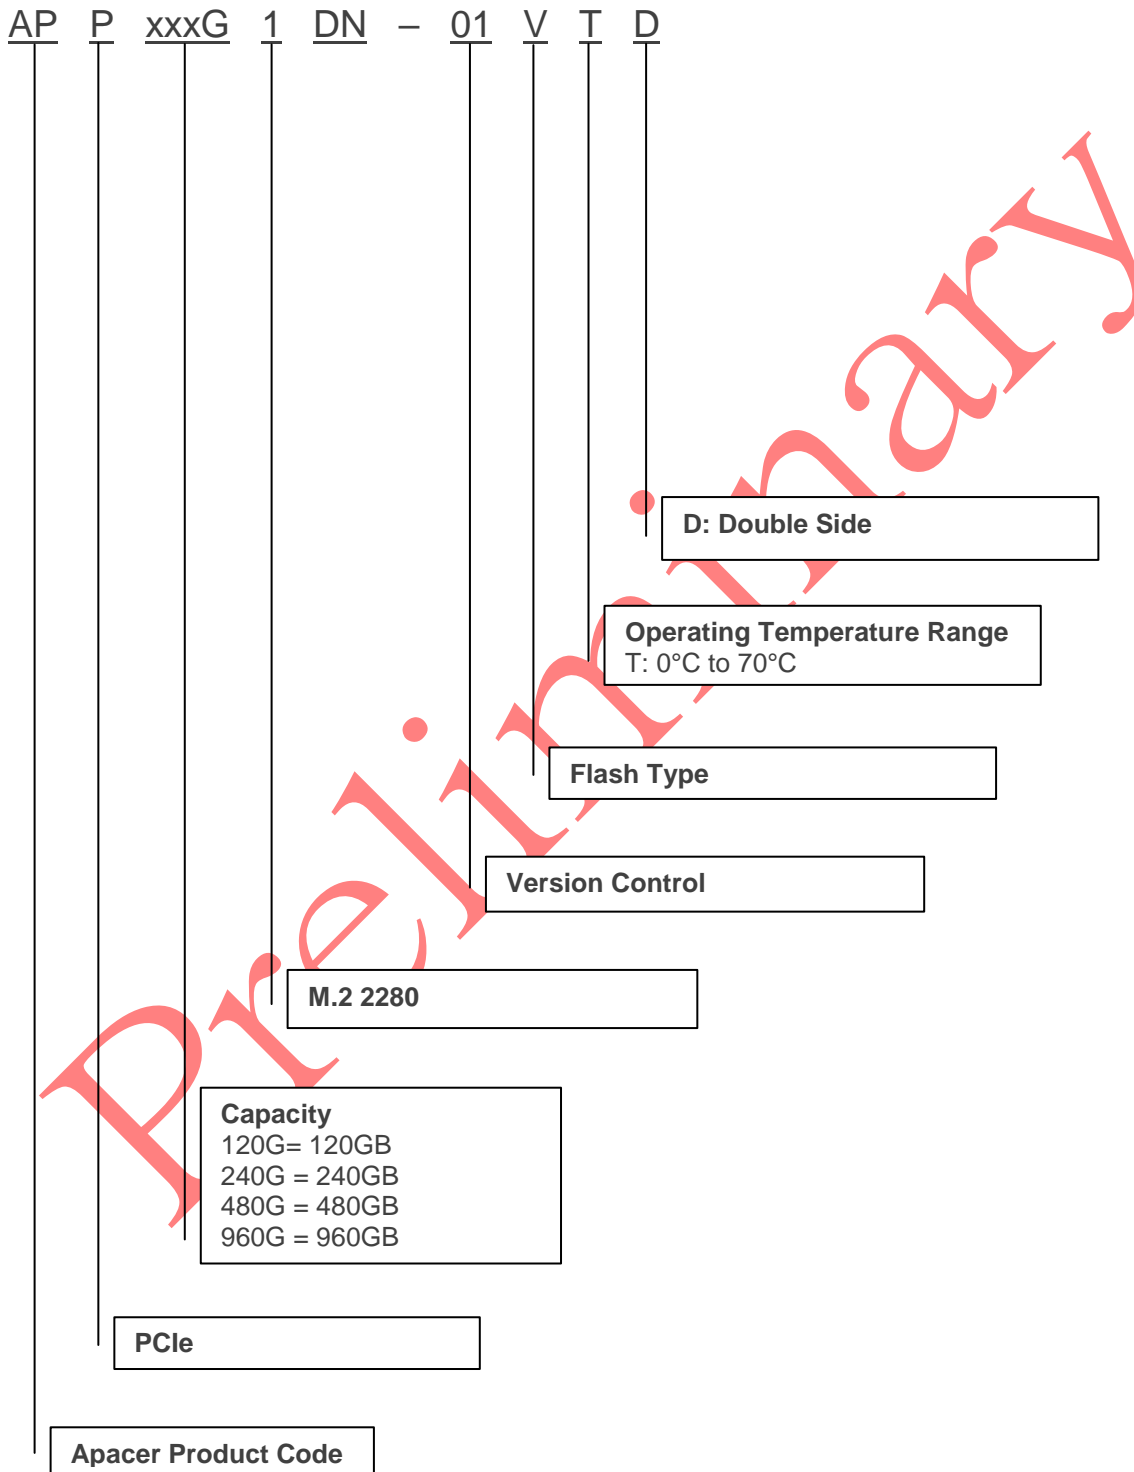 AP P xxxG 1 DN – 01 V T D
D: Double Side
Operating Temperature Range
T: 0°C to 70°C
Flash Type
Version Control
M.2 2280
Capacity
120G= 120GB
240G = 240GB
480G = 480GB
960G = 960GB
PCIe
Apacer Product Code
Preliminary